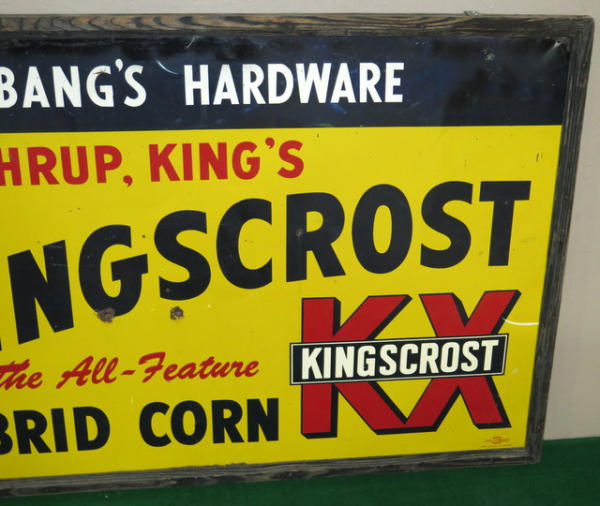 BANG'S HARDWARE
HRUP, KING'S
NGSCROST
the All-Feature
BRID CORN
KX
KINGSCROST